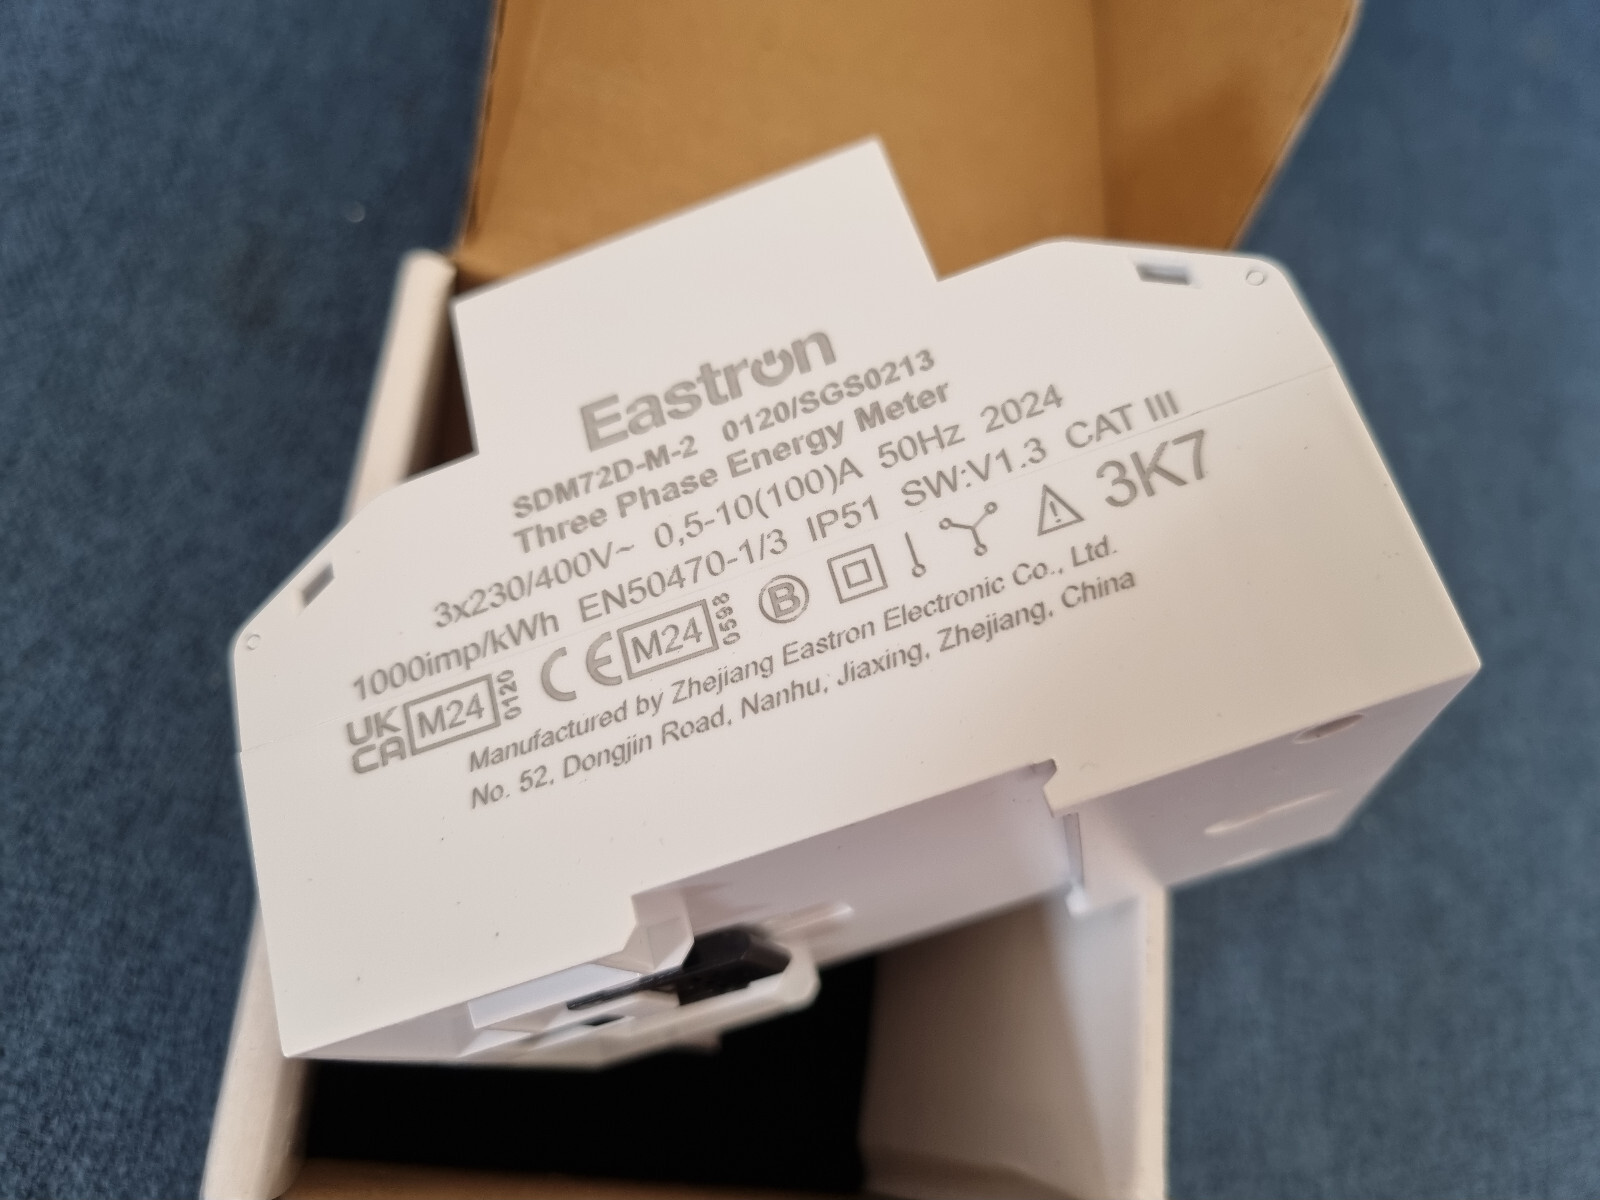 Eastron
SDM72D-M-2 0120/SGS0213
Three Phase Energy Meter
3x230/400V~ 0,5-10(100)A 50Hz 2024
1000imp/kWh EN50470-1/3 IP51 SW:V1.3 CAT III
UK CA M24 0120 CE M24 0598 B 3K7
Manufactured by Zhejiang Eastron Electronic Co., Ltd.
No. 52, Dongjin Road, Nanhu, Jiaxing, Zhejiang, China